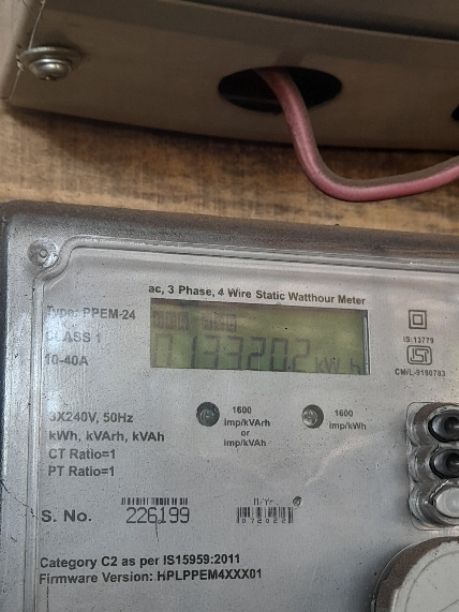 ac, 3 Phase, 4 Wire Static Watthour Meter
Type: PPEM-24
CLASS 1
10-40A
013320.2 kW h
IS:13779
CM/L-9190783
3X240V, 50Hz
kWh, kVArh, kVAh
CT Ratio=1
PT Ratio=1
1600
imp/kVArh
or
imp/kVAh
1600
imp/kWh
S. No. 226199
M/Y-
072022
Category C2 as per IS15959:2011
Firmware Version: HPLPPEM4XXX01